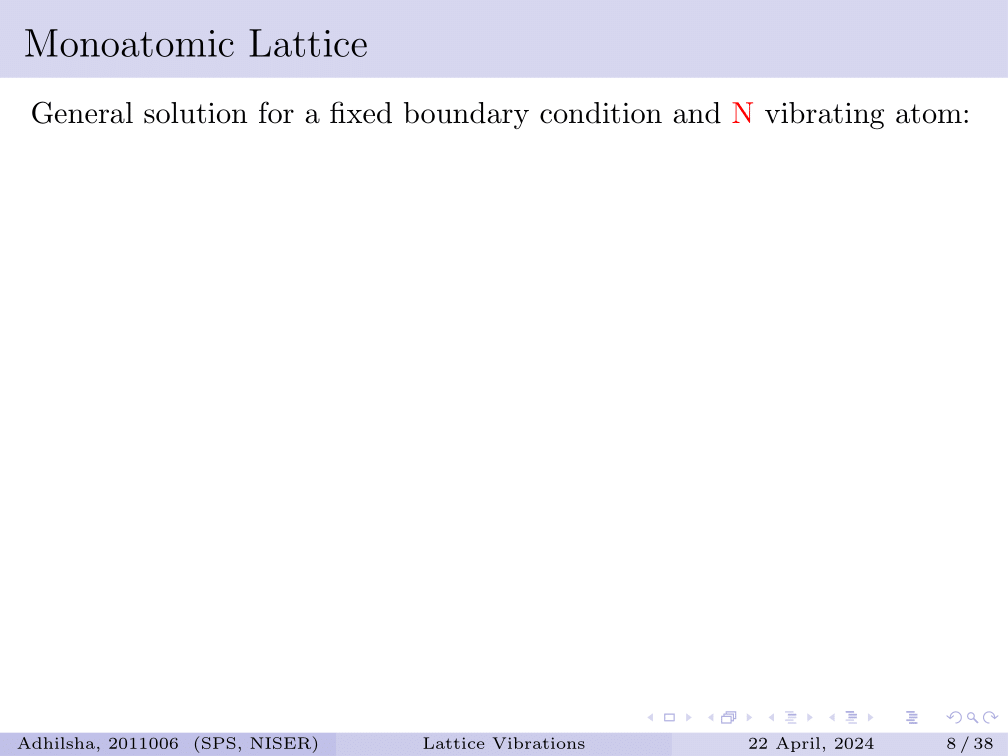 Monoatomic Lattice
General solution for a fixed boundary condition and N vibrating atom:
Adhilsha, 2011006 (SPS, NISER) Lattice Vibrations 22 April, 2024 8 / 38